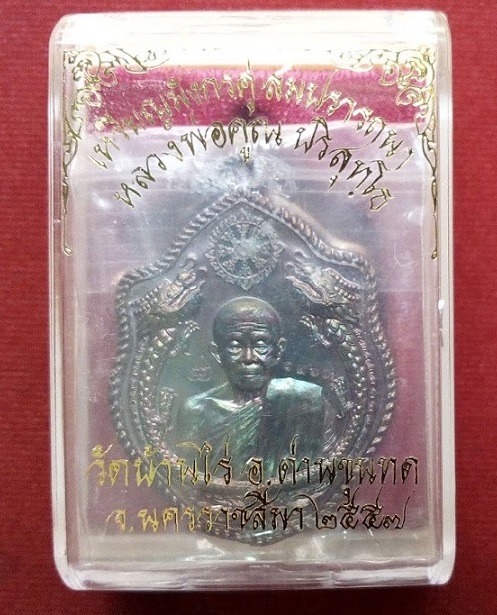 เหรียญมังกรคู่ สมปรารถนา
หลวงพ่อคูณ ปริสุทฺโธ
วัดบ้านไร่ อ.ด่านขุนทด
จ.นครราชสีมา ๒๕๕๗